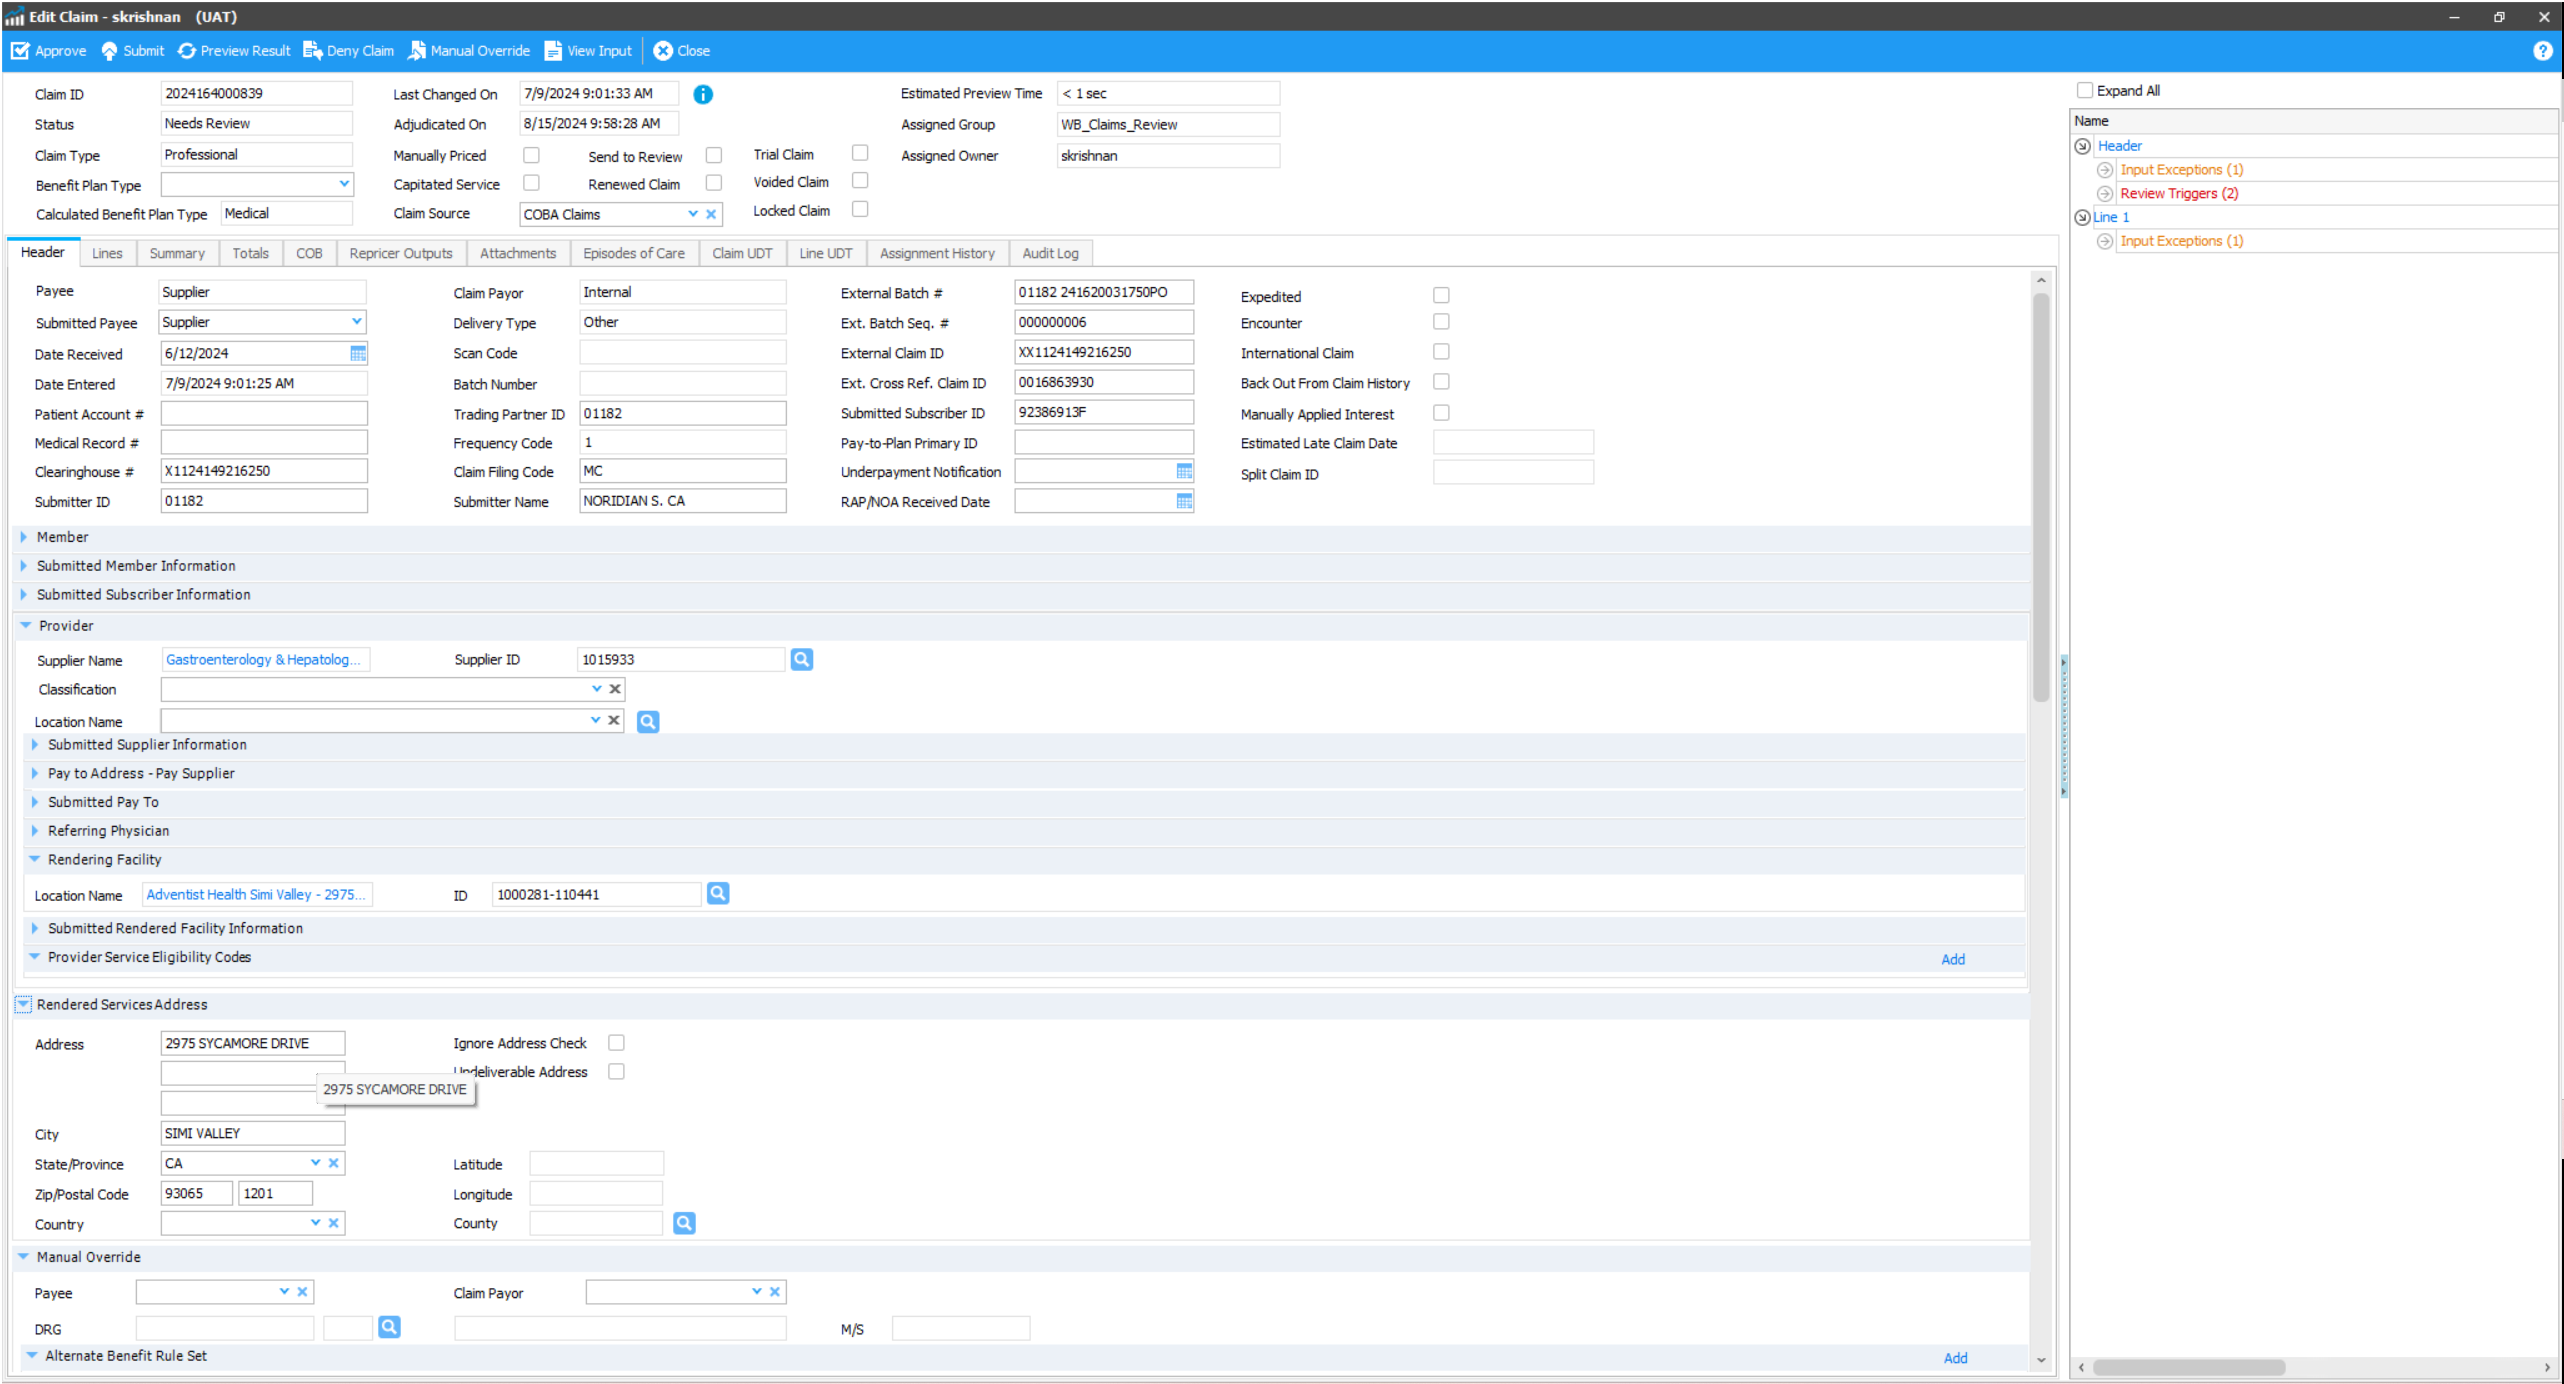 Edit Claim - skrishnan (UAT)
Approve Submit Preview Result Deny Claim Manual Override View Input Close
Claim ID 2024164000839 Last Changed On 7/9/2024 9:01:33 AM Estimated Preview Time < 1 sec
Status Needs Review Adjudicated On 8/15/2024 9:58:28 AM Assigned Group WB_Claims_Review
Claim Type Professional Manually Priced Send to Review Trial Claim Assigned Owner skrishnan
Benefit Plan Type Capitated Service Renewed Claim Voided Claim
Calculated Benefit Plan Type Medical Claim Source COBA Claims Locked Claim
Header Lines Summary Totals COB Repricer Outputs Attachments Episodes of Care Claim UDT Line UDT Assignment History Audit Log
Payee Supplier Claim Payor Internal External Batch # 01182 241620031750PO Expedited
Submitted Payee Supplier Delivery Type Other Ext. Batch Seq. # 000000006 Encounter
Date Received 6/12/2024 Scan Code External Claim ID XX1124149216250 International Claim
Date Entered 7/9/2024 9:01:25 AM Batch Number Ext. Cross Ref. Claim ID 0016863930 Back Out From Claim History
Patient Account # Trading Partner ID 01182 Submitted Subscriber ID 92386913F Manually Applied Interest
Medical Record # Frequency Code 1 Pay-to-Plan Primary ID Estimated Late Claim Date
Clearinghouse # X1124149216250 Claim Filing Code MC Underpayment Notification Split Claim ID
Submitter ID 01182 Submitter Name NORIDIAN S. CA RAP/NOA Received Date
Member
Submitted Member Information
Submitted Subscriber Information
Provider
Supplier Name Gastroenterology & Hepatolog... Supplier ID 1015933
Classification
Location Name
Submitted Supplier Information
Pay to Address - Pay Supplier
Submitted Pay To
Referring Physician
Rendering Facility
Location Name Adventist Health Simi Valley - 2975... ID 1000281-110441
Submitted Rendered Facility Information
Provider Service Eligibility Codes Add
Rendered Services Address
Address 2975 SYCAMORE DRIVE Ignore Address Check
Undeliverable Address
2975 SYCAMORE DRIVE
City SIMI VALLEY
State/Province CA Latitude
Zip/Postal Code 93065 1201 Longitude
Country County
Manual Override
Payee Claim Payor
DRG M/S
Alternate Benefit Rule Set Add
Expand All
Name
Header
Input Exceptions (1)
Review Triggers (2)
Line 1
Input Exceptions (1)